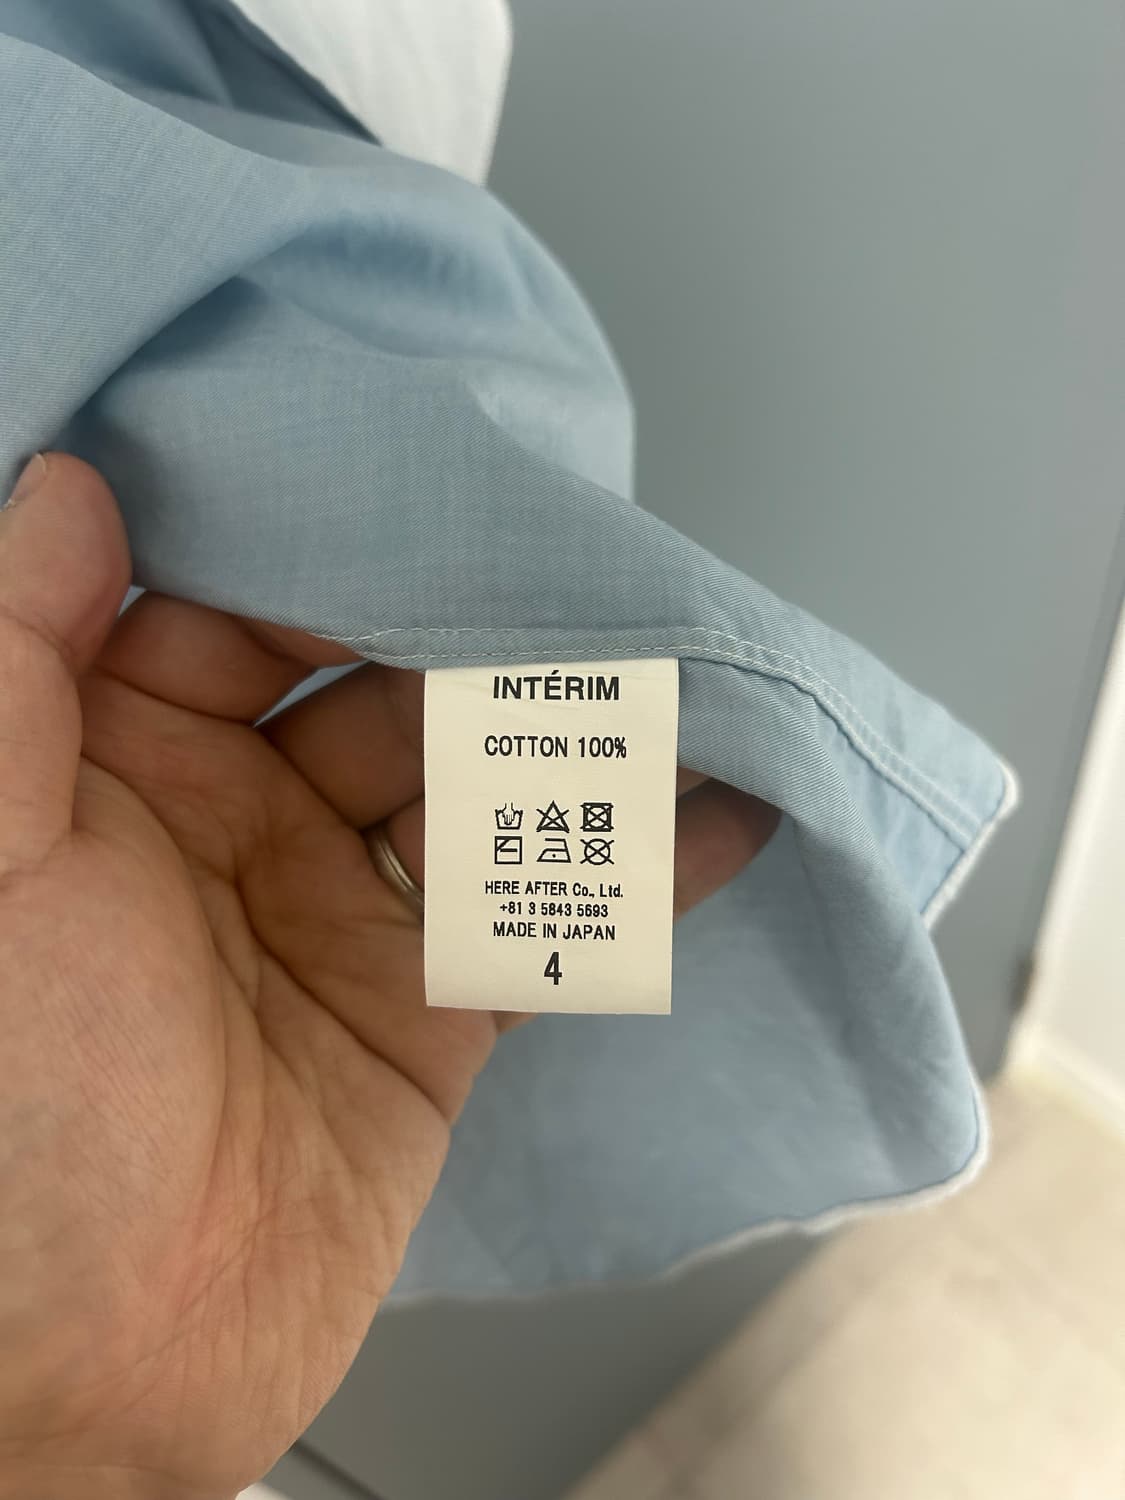 INTÉRIM
COTTON 100%
HERE AFTER Co., Ltd.
+81 3 5843 5693
MADE IN JAPAN
4